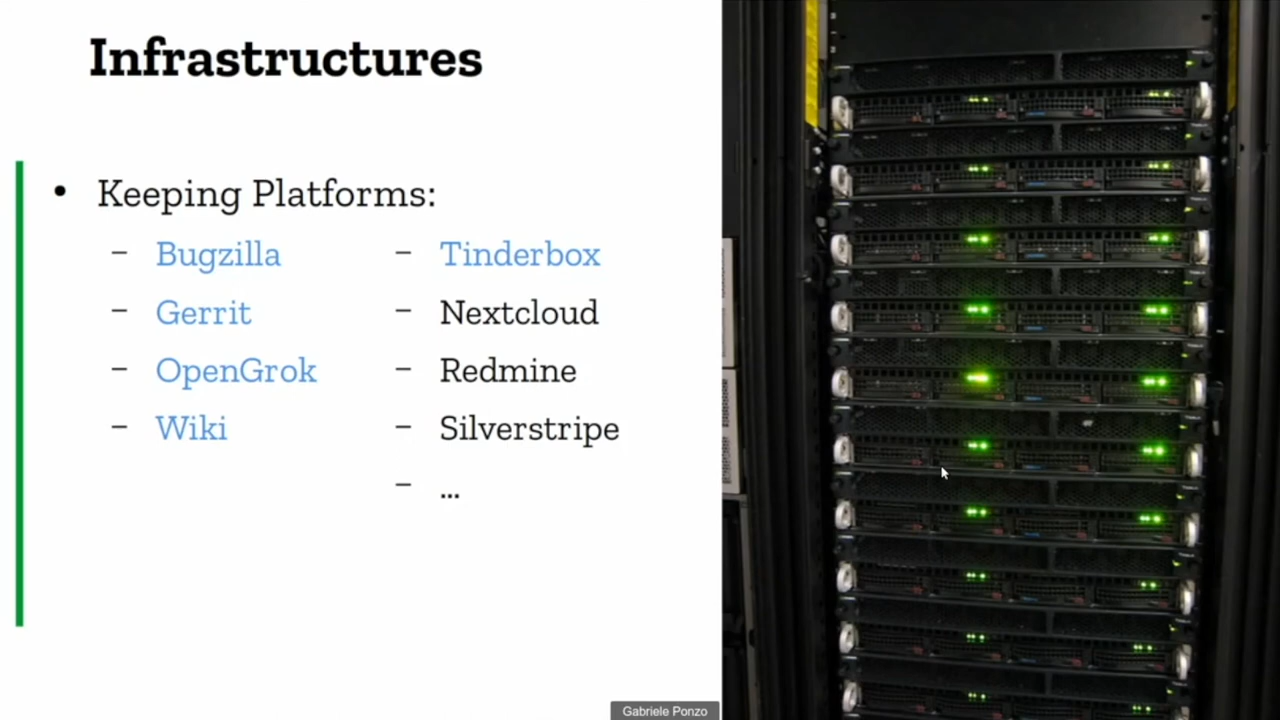 Infrastructures
• Keeping Platforms:
– Bugzilla
– Gerrit
– OpenGrok
– Wiki
– Tinderbox
– Nextcloud
– Redmine
– Silverstripe
– ...
Gabriele Ponzo